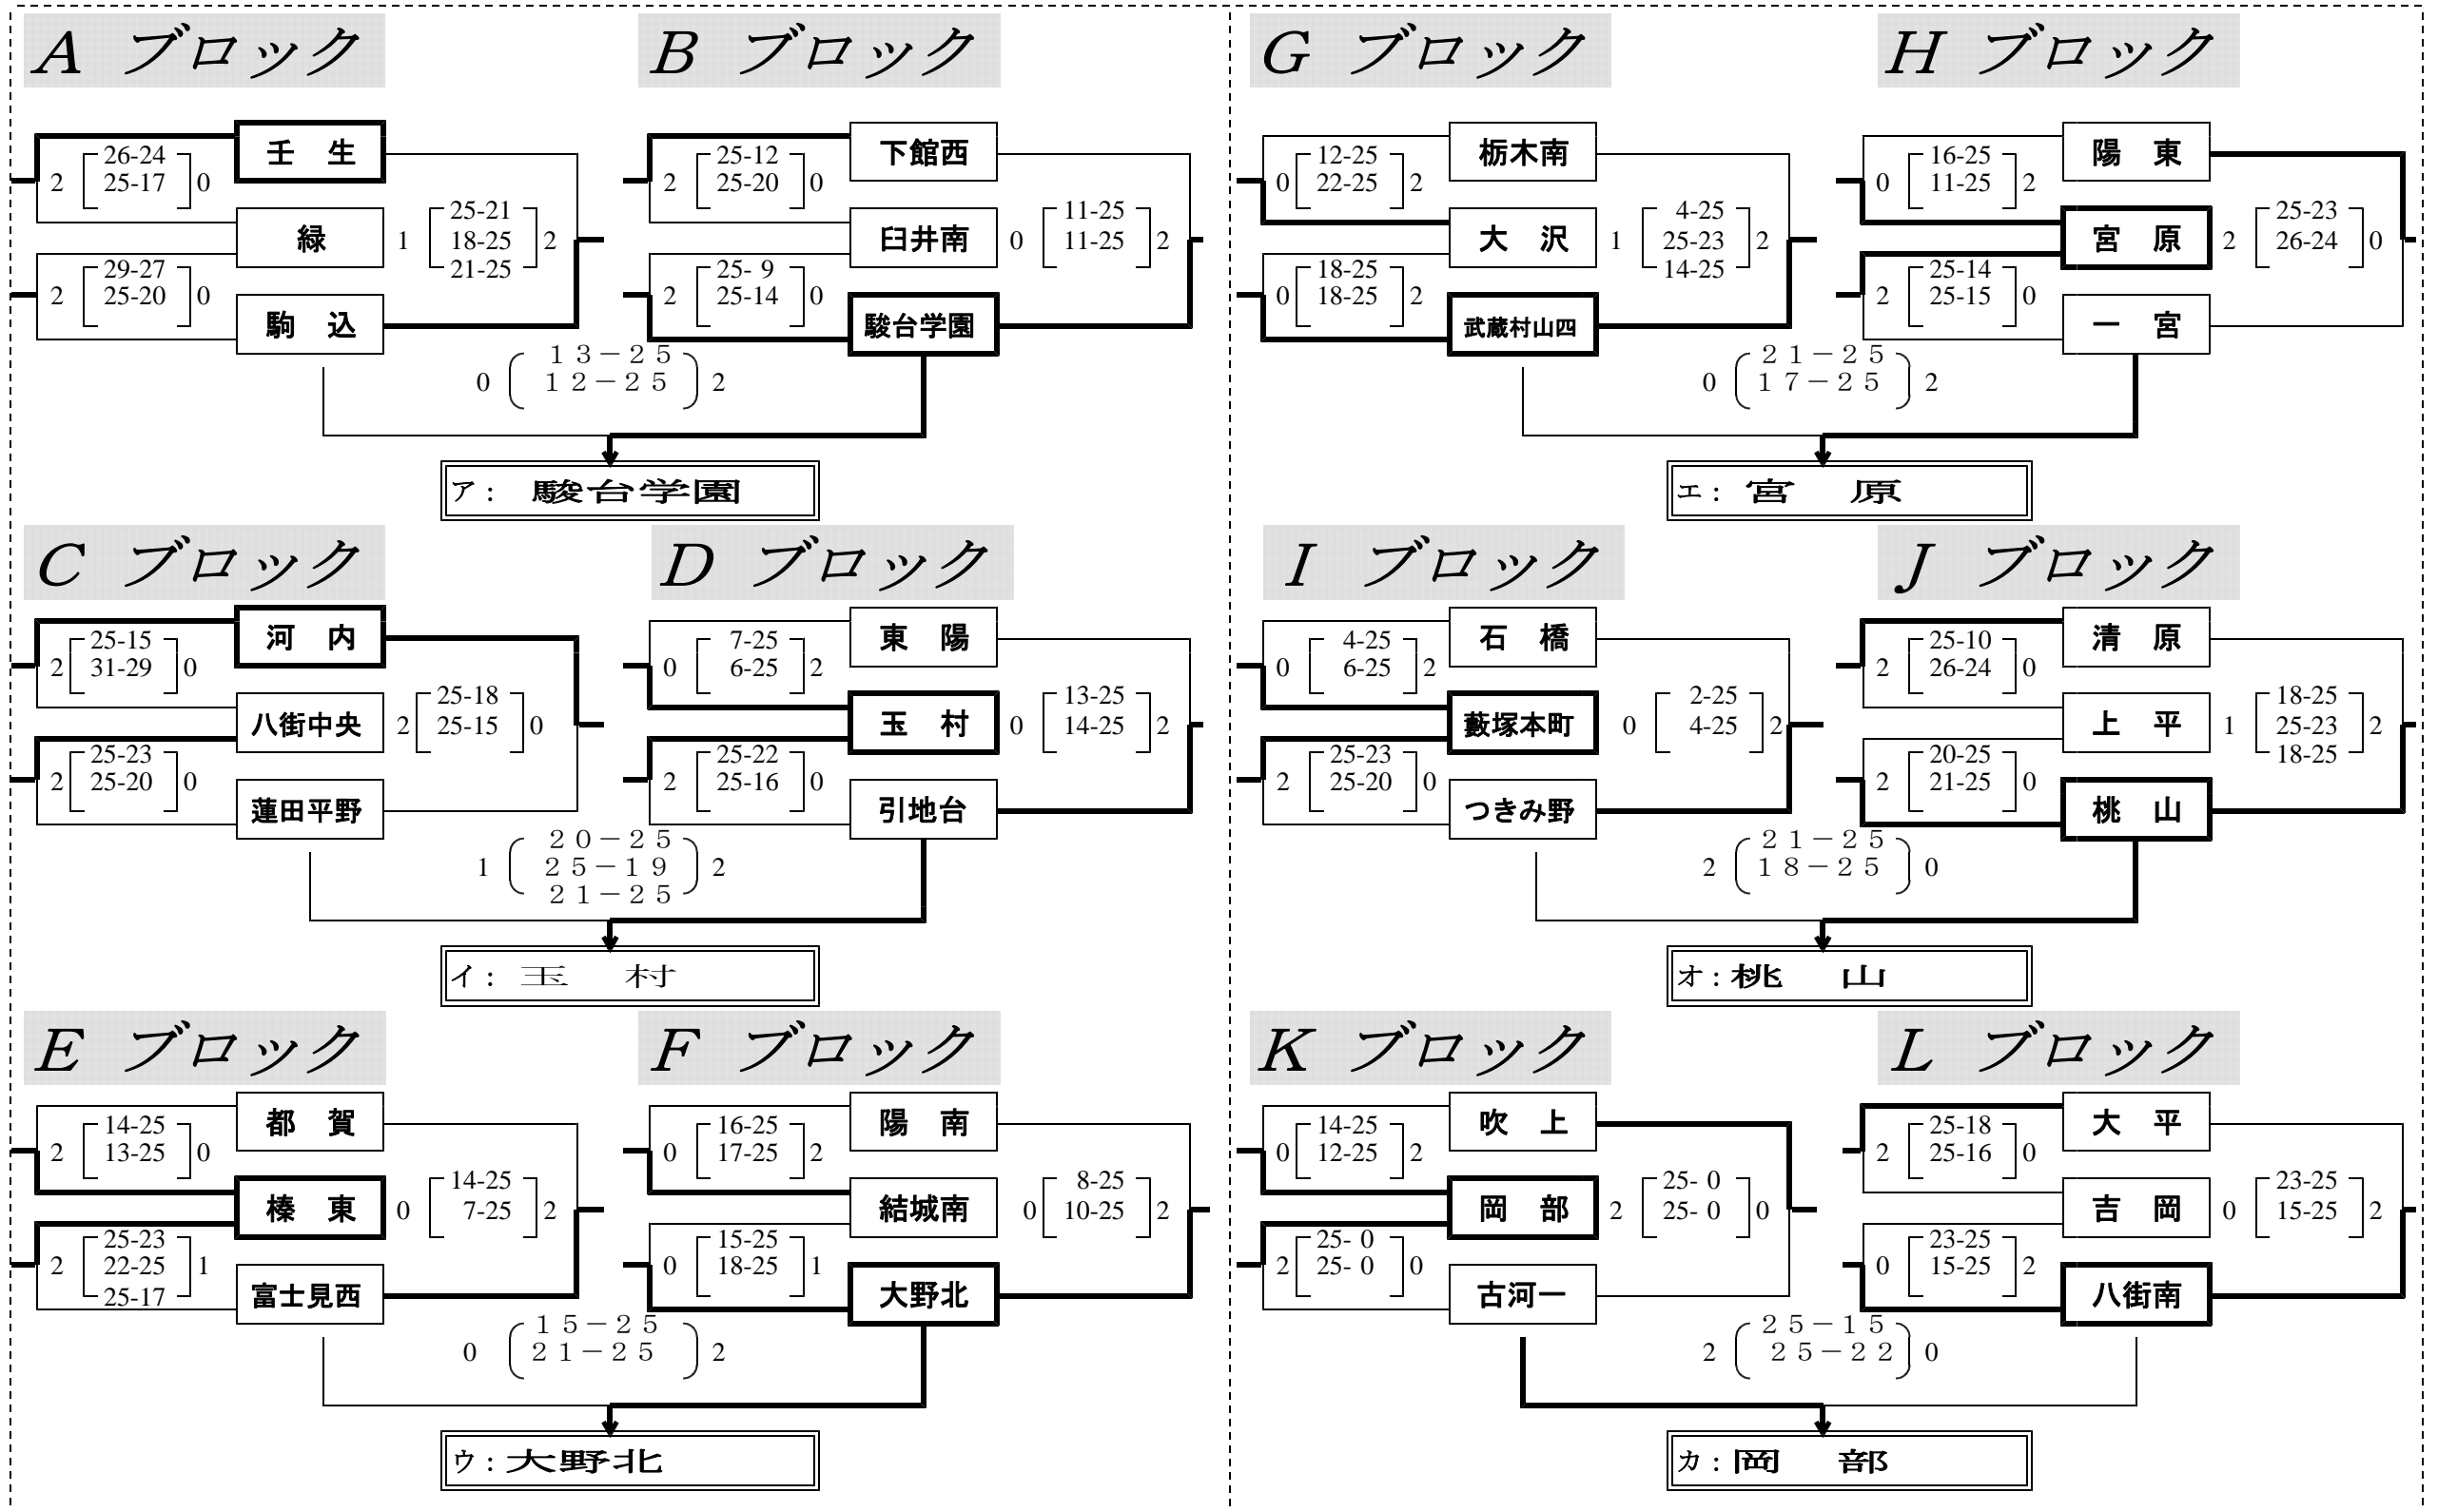 A ブロック
B ブロック
G ブロック
H ブロック
壬 生
2 26-24 0
25-17
緑
1 25-21 2
18-25
21-25
2 29-27 0
25-20
駒 込
下館西
2 25-12 0
25-20
臼井南
0 11-25 2
11-25
2 25- 9 0
25-14
駿台学園
0 13-25 2
12-25
ア: 駿台学園
栃木南
0 12-25 2
22-25
大 沢
1 4-25 2
25-23
14-25
0 18-25 2
18-25
武蔵村山四
陽 東
0 16-25 2
11-25
宮 原
2 25-23 0
26-24
2 25-14 0
25-15
一 宮
0 21-25 2
17-25
エ: 宮 原
C ブロック
D ブロック
I ブロック
J ブロック
河 内
2 25-15 0
31-29
八街中央
2 25-18 0
25-15
2 25-23 0
25-20
蓮田平野
東 陽
0 7-25 2
6-25
玉 村
0 13-25 2
14-25
2 25-22 0
25-16
引地台
1 20-25 2
25-19
21-25
イ: 玉 村
石 橋
0 4-25 2
6-25
藪塚本町
0 2-25 2
4-25
2 25-23 0
25-20
つきみ野
清 原
2 25-10 0
26-24
上 平
1 18-25 2
25-23
18-25
2 20-25 0
21-25
桃 山
2 21-25 0
18-25
オ: 桃 山
E ブロック
F ブロック
K ブロック
L ブロック
都 賀
2 14-25 0
13-25
榛 東
0 14-25 2
7-25
2 25-23 1
22-25
25-17
富士見西
陽 南
0 16-25 2
17-25
結城南
0 8-25 2
10-25
0 15-25 1
18-25
大野北
0 15-25 2
21-25
ウ: 大野北
吹 上
0 14-25 2
12-25
岡 部
2 25- 0 0
25- 0
2 25- 0 0
25- 0
古河一
大 平
2 25-18 0
25-16
吉 岡
0 23-25 2
15-25
0 23-25 2
15-25
八街南
2 25-15 0
25-22
カ: 岡 部